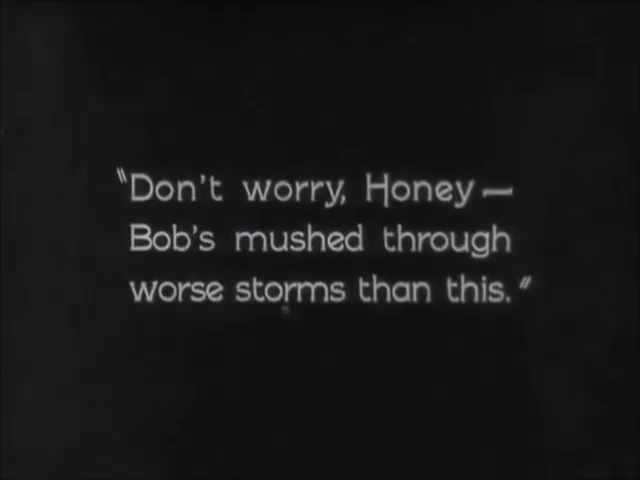 "Don't worry, Honey—
Bob's mushed through
worse storms than this."